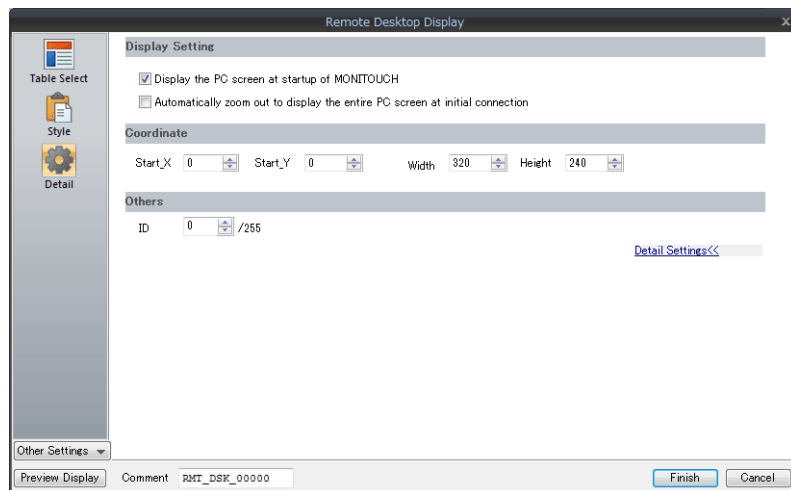 Remote Desktop Display x
Table Select
Style
Detail
Display Setting
Display the PC screen at startup of MONITOUCH
Automatically zoom out to display the entire PC screen at initial connection
Coordinate
Start_X 0 Start_Y 0 Width 320 Height 240
Others
ID 0 /255
Detail Settings<<
Other Settings
Preview Display Comment RMT_DSK_00000 Finish Cancel